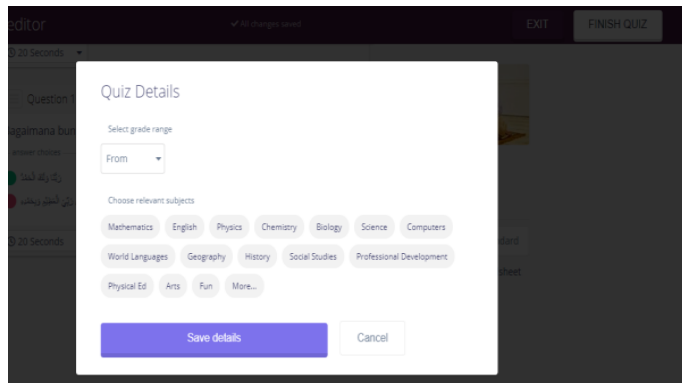 editor
All changes saved
EXIT
FINISH QUIZ
20 Seconds
Quiz Details
Question 1
Select grade range
agaimana bun
From
answer choices
Choose relevant subjects
Mathematics English Physics Chemistry Biology Science Computers
20 Seconds
World Languages Geography History Social Studies Professional Development
dard
sheet
Physical Ed Arts Fun More...
Save details Cancel